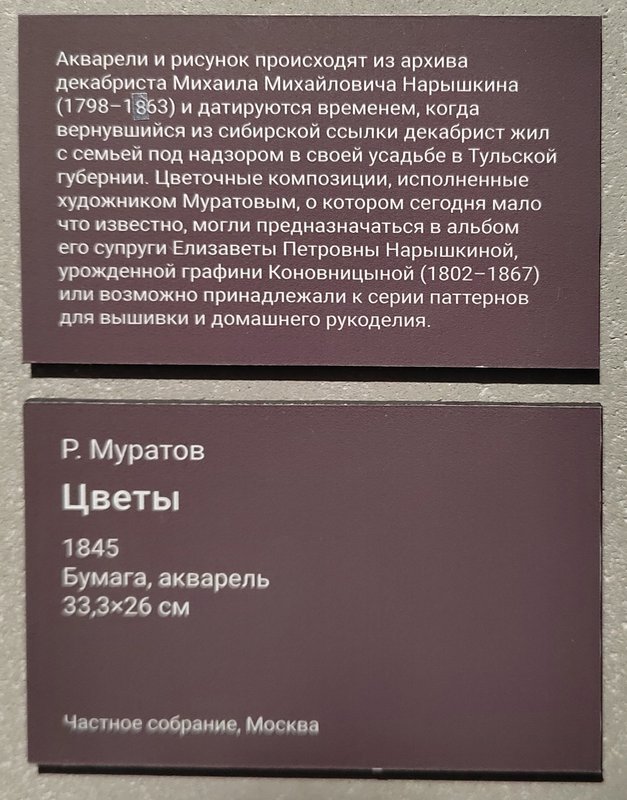 Акварели и рисунок происходят из архива
декабриста Михаила Михайловича Нарышкина
(1798–1863) и датируются временем, когда
вернувшийся из сибирской ссылки декабрист жил
с семьей под надзором в своей усадьбе в Тульской
губернии. Цветочные композиции, исполненные
художником Муратовым, о котором сегодня мало
что известно, могли предназначаться в альбом
его супруги Елизаветы Петровны Нарышкиной,
урожденной графини Коновницыной (1802–1867)
или возможно принадлежали к серии паттернов
для вышивки и домашнего рукоделия.
Р. Муратов
Цветы
1845
Бумага, акварель
33,3×26 см
Частное собрание, Москва